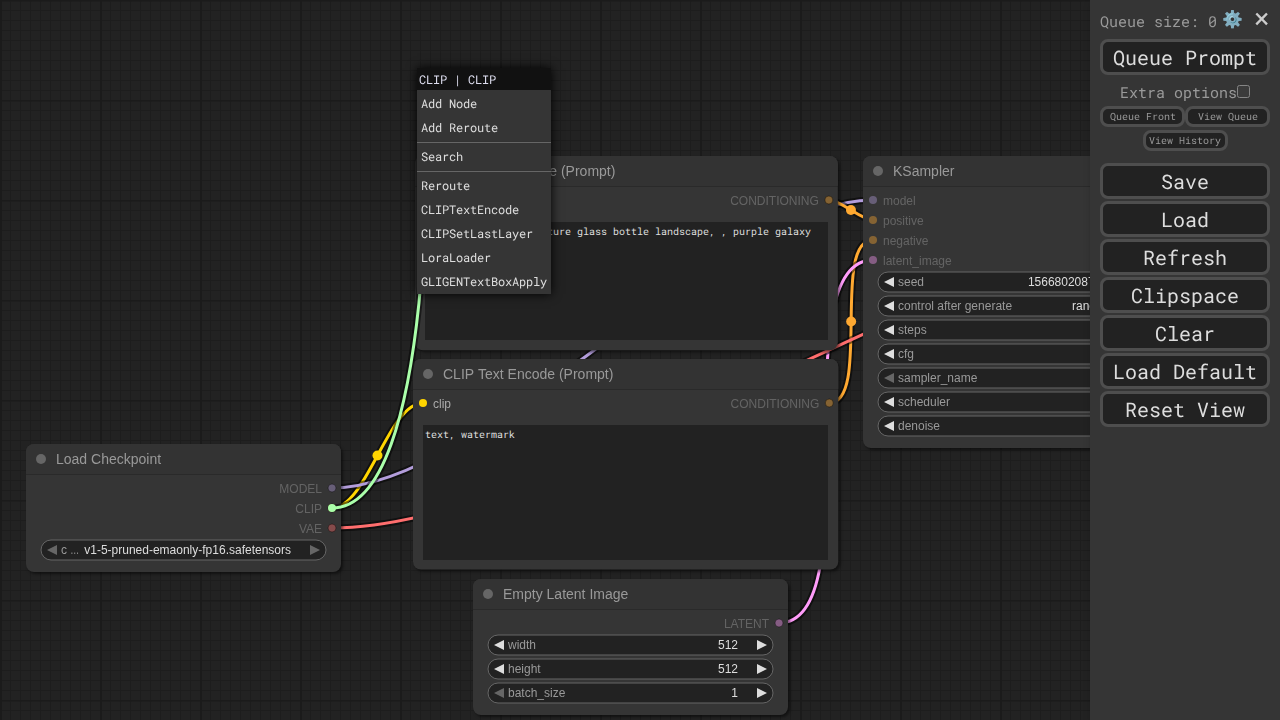 Queue size: 0
Queue Prompt
Extra options
Queue Front
View Queue
View History
Save
Load
Refresh
Clipspace
Clear
Load Default
Reset View
CLIP | CLIP
Add Node
Add Reroute
Search
Reroute
CLIPTextEncode
CLIPSetLastLayer
LoraLoader
GLIGENTextBoxApply
(Prompt)
CONDITIONING
glass bottle landscape, , purple galaxy
CLIP Text Encode (Prompt)
clip
CONDITIONING
text, watermark
Load Checkpoint
MODEL
CLIP
VAE
c ... v1-5-pruned-emaonly-fp16.safetensors
Empty Latent Image
LATENT
width 512
height 512
batch_size 1
KSampler
model
positive
negative
latent_image
seed 1566802087
control after generate
steps
cfg
sampler_name
scheduler
denoise